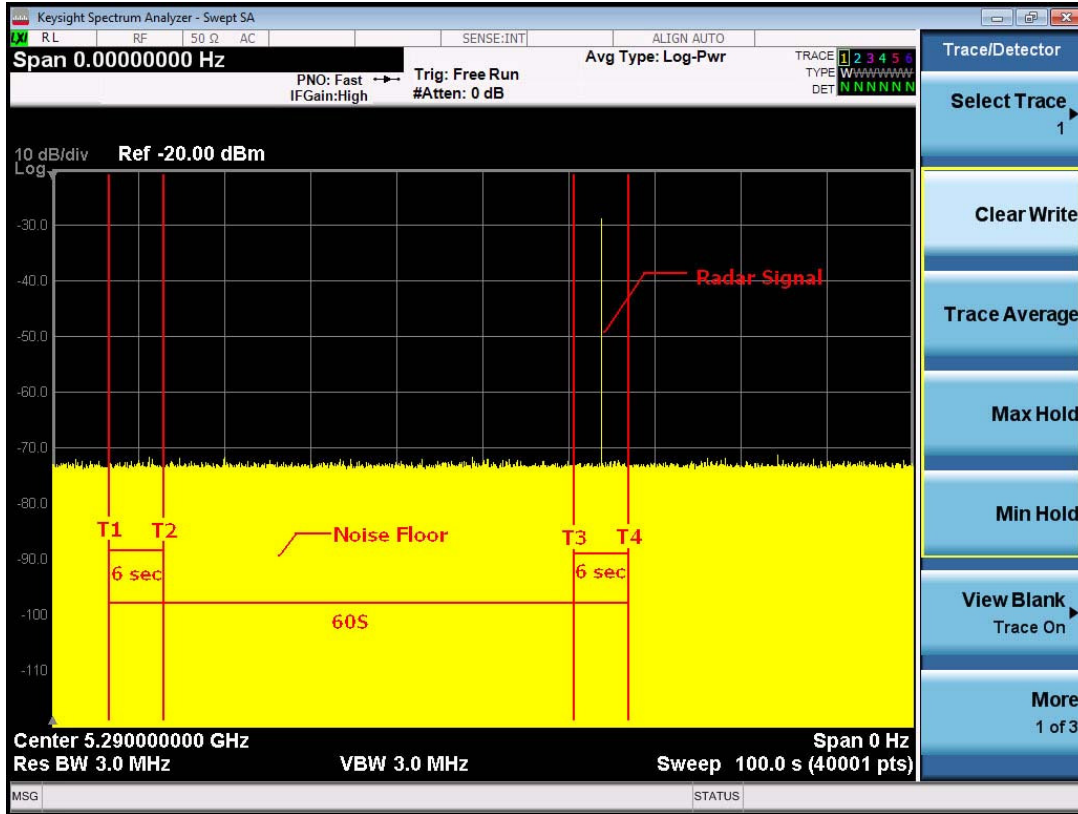 Keysight Spectrum Analyzer - Swept SA
LXI RL RF 50 Ω AC SENSE:INT ALIGN AUTO
Span 0.00000000 Hz
PNO: Fast
IFGain:High
Trig: Free Run
#Atten: 0 dB
Avg Type: Log-Pwr
TRACE 1 2 3 4 5 6
TYPE WWWWWW
DET N N N N N N
10 dB/div Ref -20.00 dBm
Log
-30.0
-40.0
-50.0
-60.0
-70.0
-80.0
-90.0
-100
-110
Radar Signal
T1 T2
Noise Floor
T3 T4
6 sec
6 sec
60S
Center 5.290000000 GHz
Span 0 Hz
Res BW 3.0 MHz
VBW 3.0 MHz
Sweep 100.0 s (40001 pts)
MSG
STATUS
Trace/Detector
Select Trace
1
Clear Write
Trace Average
Max Hold
Min Hold
View Blank
Trace On
More
1 of 3